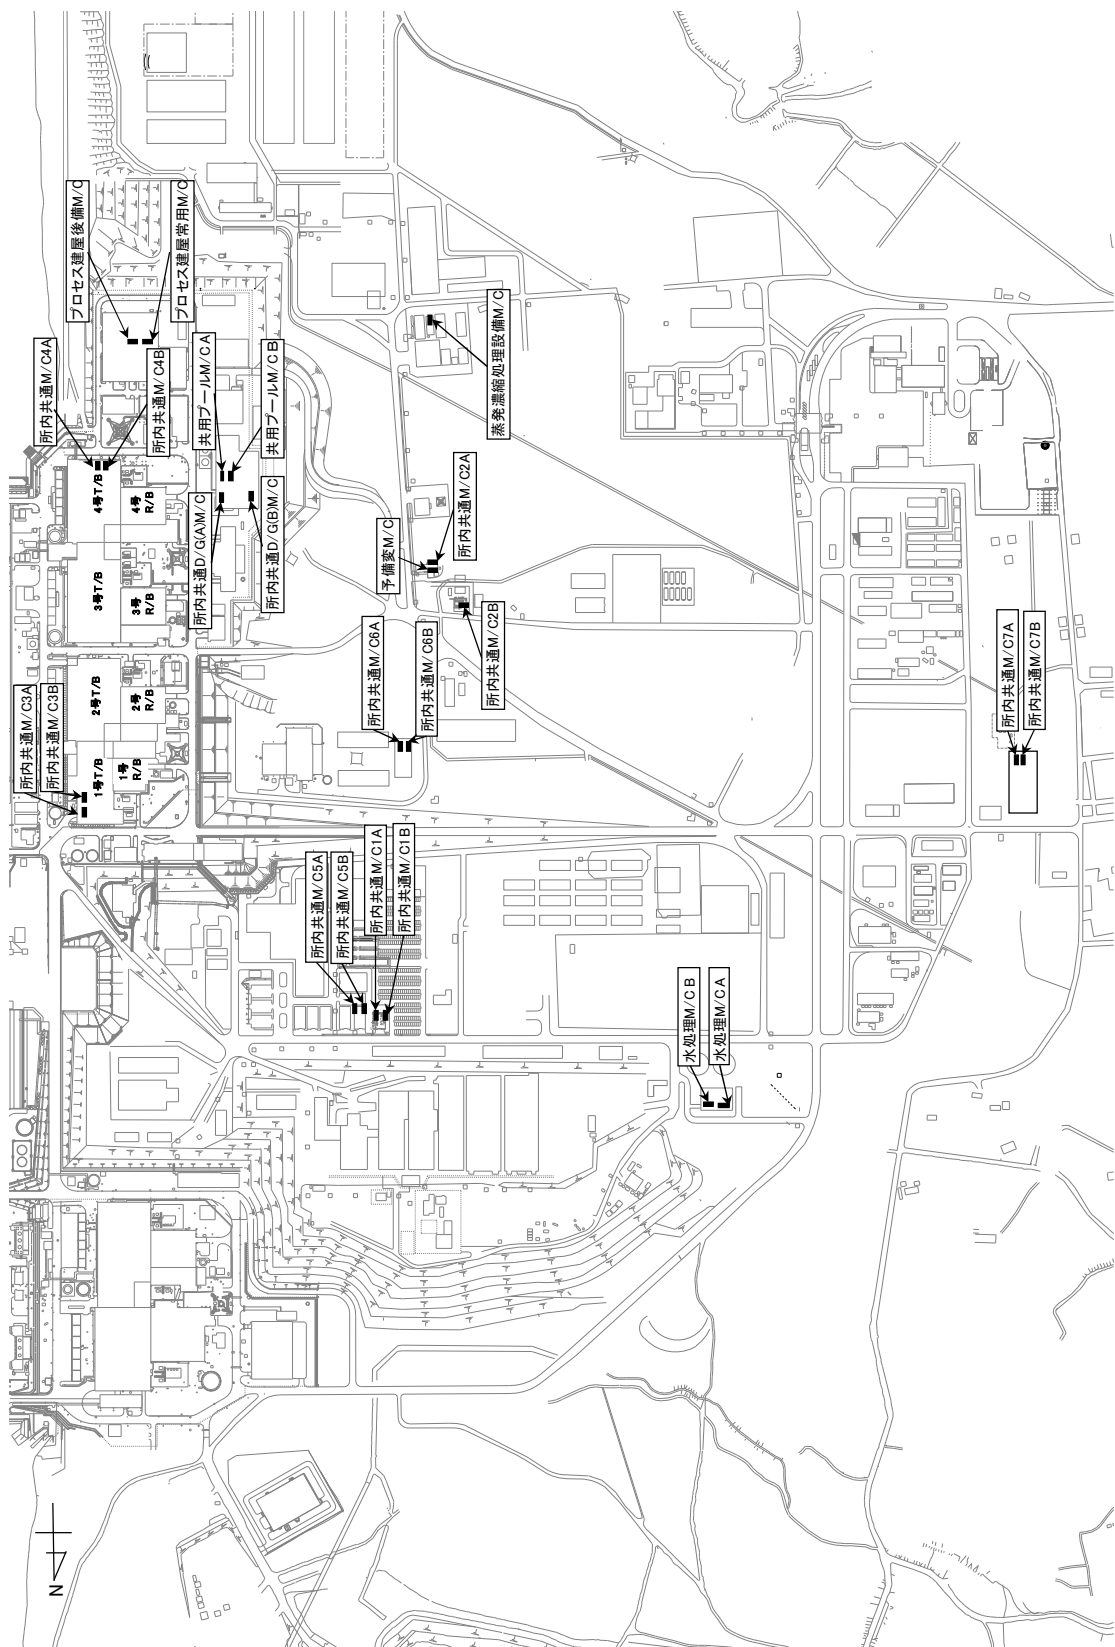 プロセス建屋後備M/C
プロセス建屋常用M/C
所内共通M/C4A
所内共通M/C4B
共用プールM/C A
共用プールM/C B
所内共通D/G(A)M/C
所内共通D/G(B)M/C
4号T/B
4号
R/B
3号T/B
3号
R/B
2号T/B
2号
R/B
1号T/B
1号
R/B
所内共通M/C3A
所内共通M/C3B
蒸発濃縮処理設備M/C
所内共通M/C2A
予備変M/C
所内共通M/C2B
所内共通M/C6A
所内共通M/C6B
所内共通M/C5A
所内共通M/C5B
所内共通M/C1A
所内共通M/C1B
所内共通M/C7A
所内共通M/C7B
水処理M/C B
水処理M/C A
N